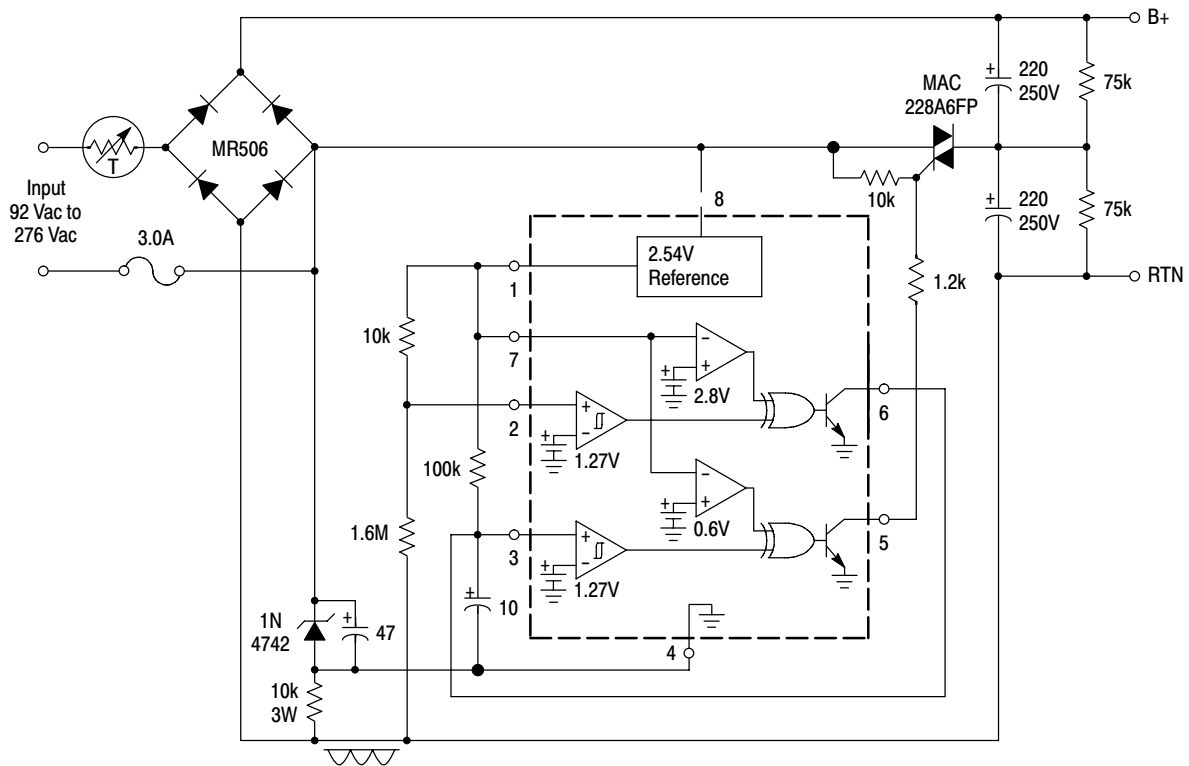 B+
220
250V
75k
MAC
228A6FP
MR506
T
Input
92 Vac to
276 Vac
3.0A
10k
8
220
250V
75k
2.54V
Reference
1.2k
RTN
1
10k
7
-
+
+
2.8V
6
2
+
-
+
1.27V
100k
-
+
+
0.6V
1.6M
3
+
-
+
1.27V
5
+
10
1N
4742
+
47
4
10k
3W